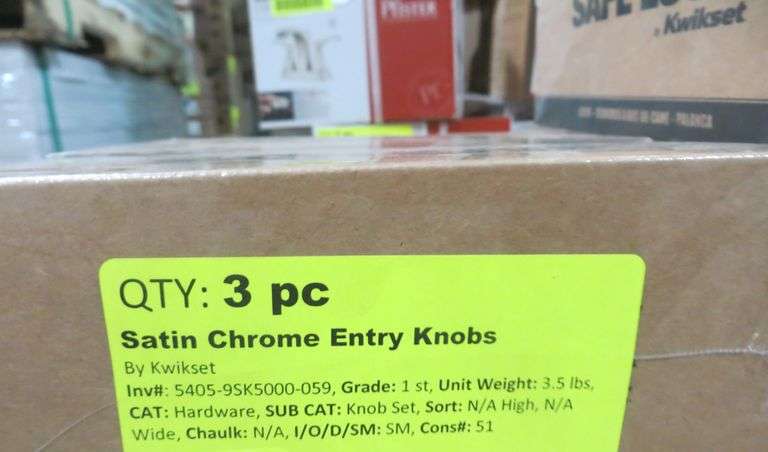 PFISTER
SAFE LO
by Kwikset
QTY: 3 pc
Satin Chrome Entry Knobs
By Kwikset
Inv#: 5405-9SK5000-059, Grade: 1 st, Unit Weight: 3.5 lbs,
CAT: Hardware, SUB CAT: Knob Set, Sort: N/A High, N/A
Wide, Chaulk: N/A, I/O/D/SM: SM, Cons#: 51